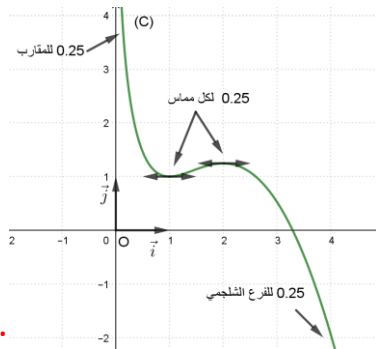 4
(C)
0.25 للمقارب
3
0.25 لكل مماس
2
1
j
2 −1 0 O i 1 2 3 4
−1
0.25 للفرع الشلجمي
−2